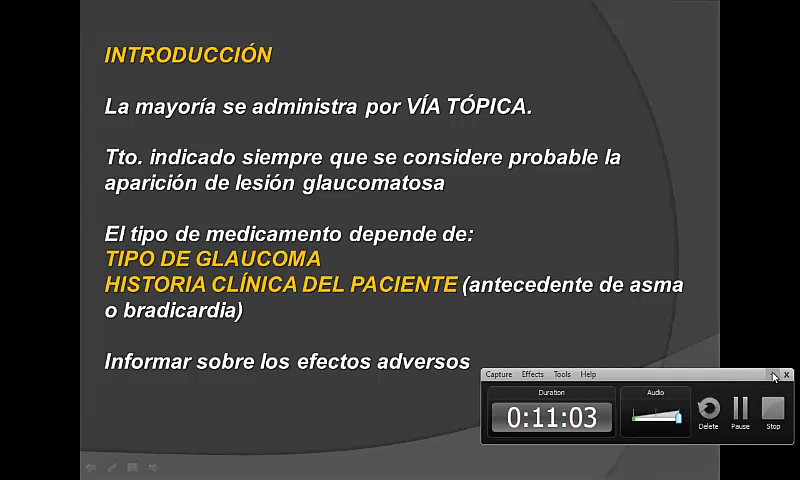 INTRODUCCIÓN
La mayoría se administra por VÍA TÓPICA.
Tto. indicado siempre que se considere probable la
aparición de lesión glaucomatosa
El tipo de medicamento depende de:
TIPO DE GLAUCOMA
HISTORIA CLÍNICA DEL PACIENTE (antecedente de asma
o bradicardia)
Informar sobre los efectos adversos
Capture Effects Tools Help
Duration
Audio
0:11:03
Delete Pause Stop